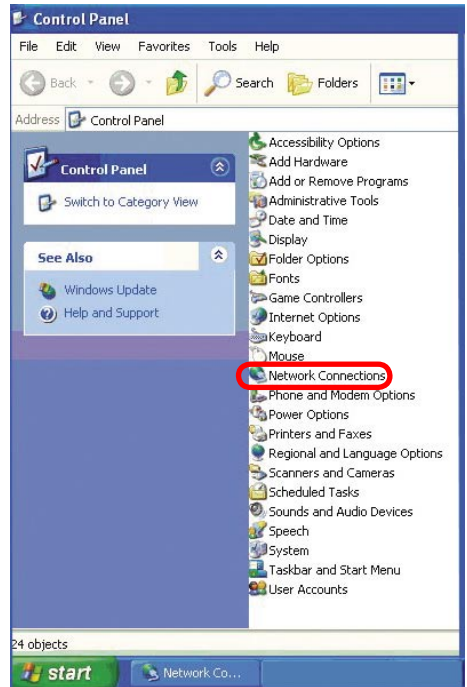 Control Panel
File Edit View Favorites Tools Help
Back Search Folders
Address Control Panel
Control Panel
Switch to Category View
See Also
Windows Update
Help and Support
Accessibility Options
Add Hardware
Add or Remove Programs
Administrative Tools
Date and Time
Display
Folder Options
Fonts
Game Controllers
Internet Options
Keyboard
Mouse
Network Connections
Phone and Modem Options
Power Options
Printers and Faxes
Regional and Language Options
Scanners and Cameras
Scheduled Tasks
Sounds and Audio Devices
Speech
System
Taskbar and Start Menu
User Accounts
24 objects
start Network Co...